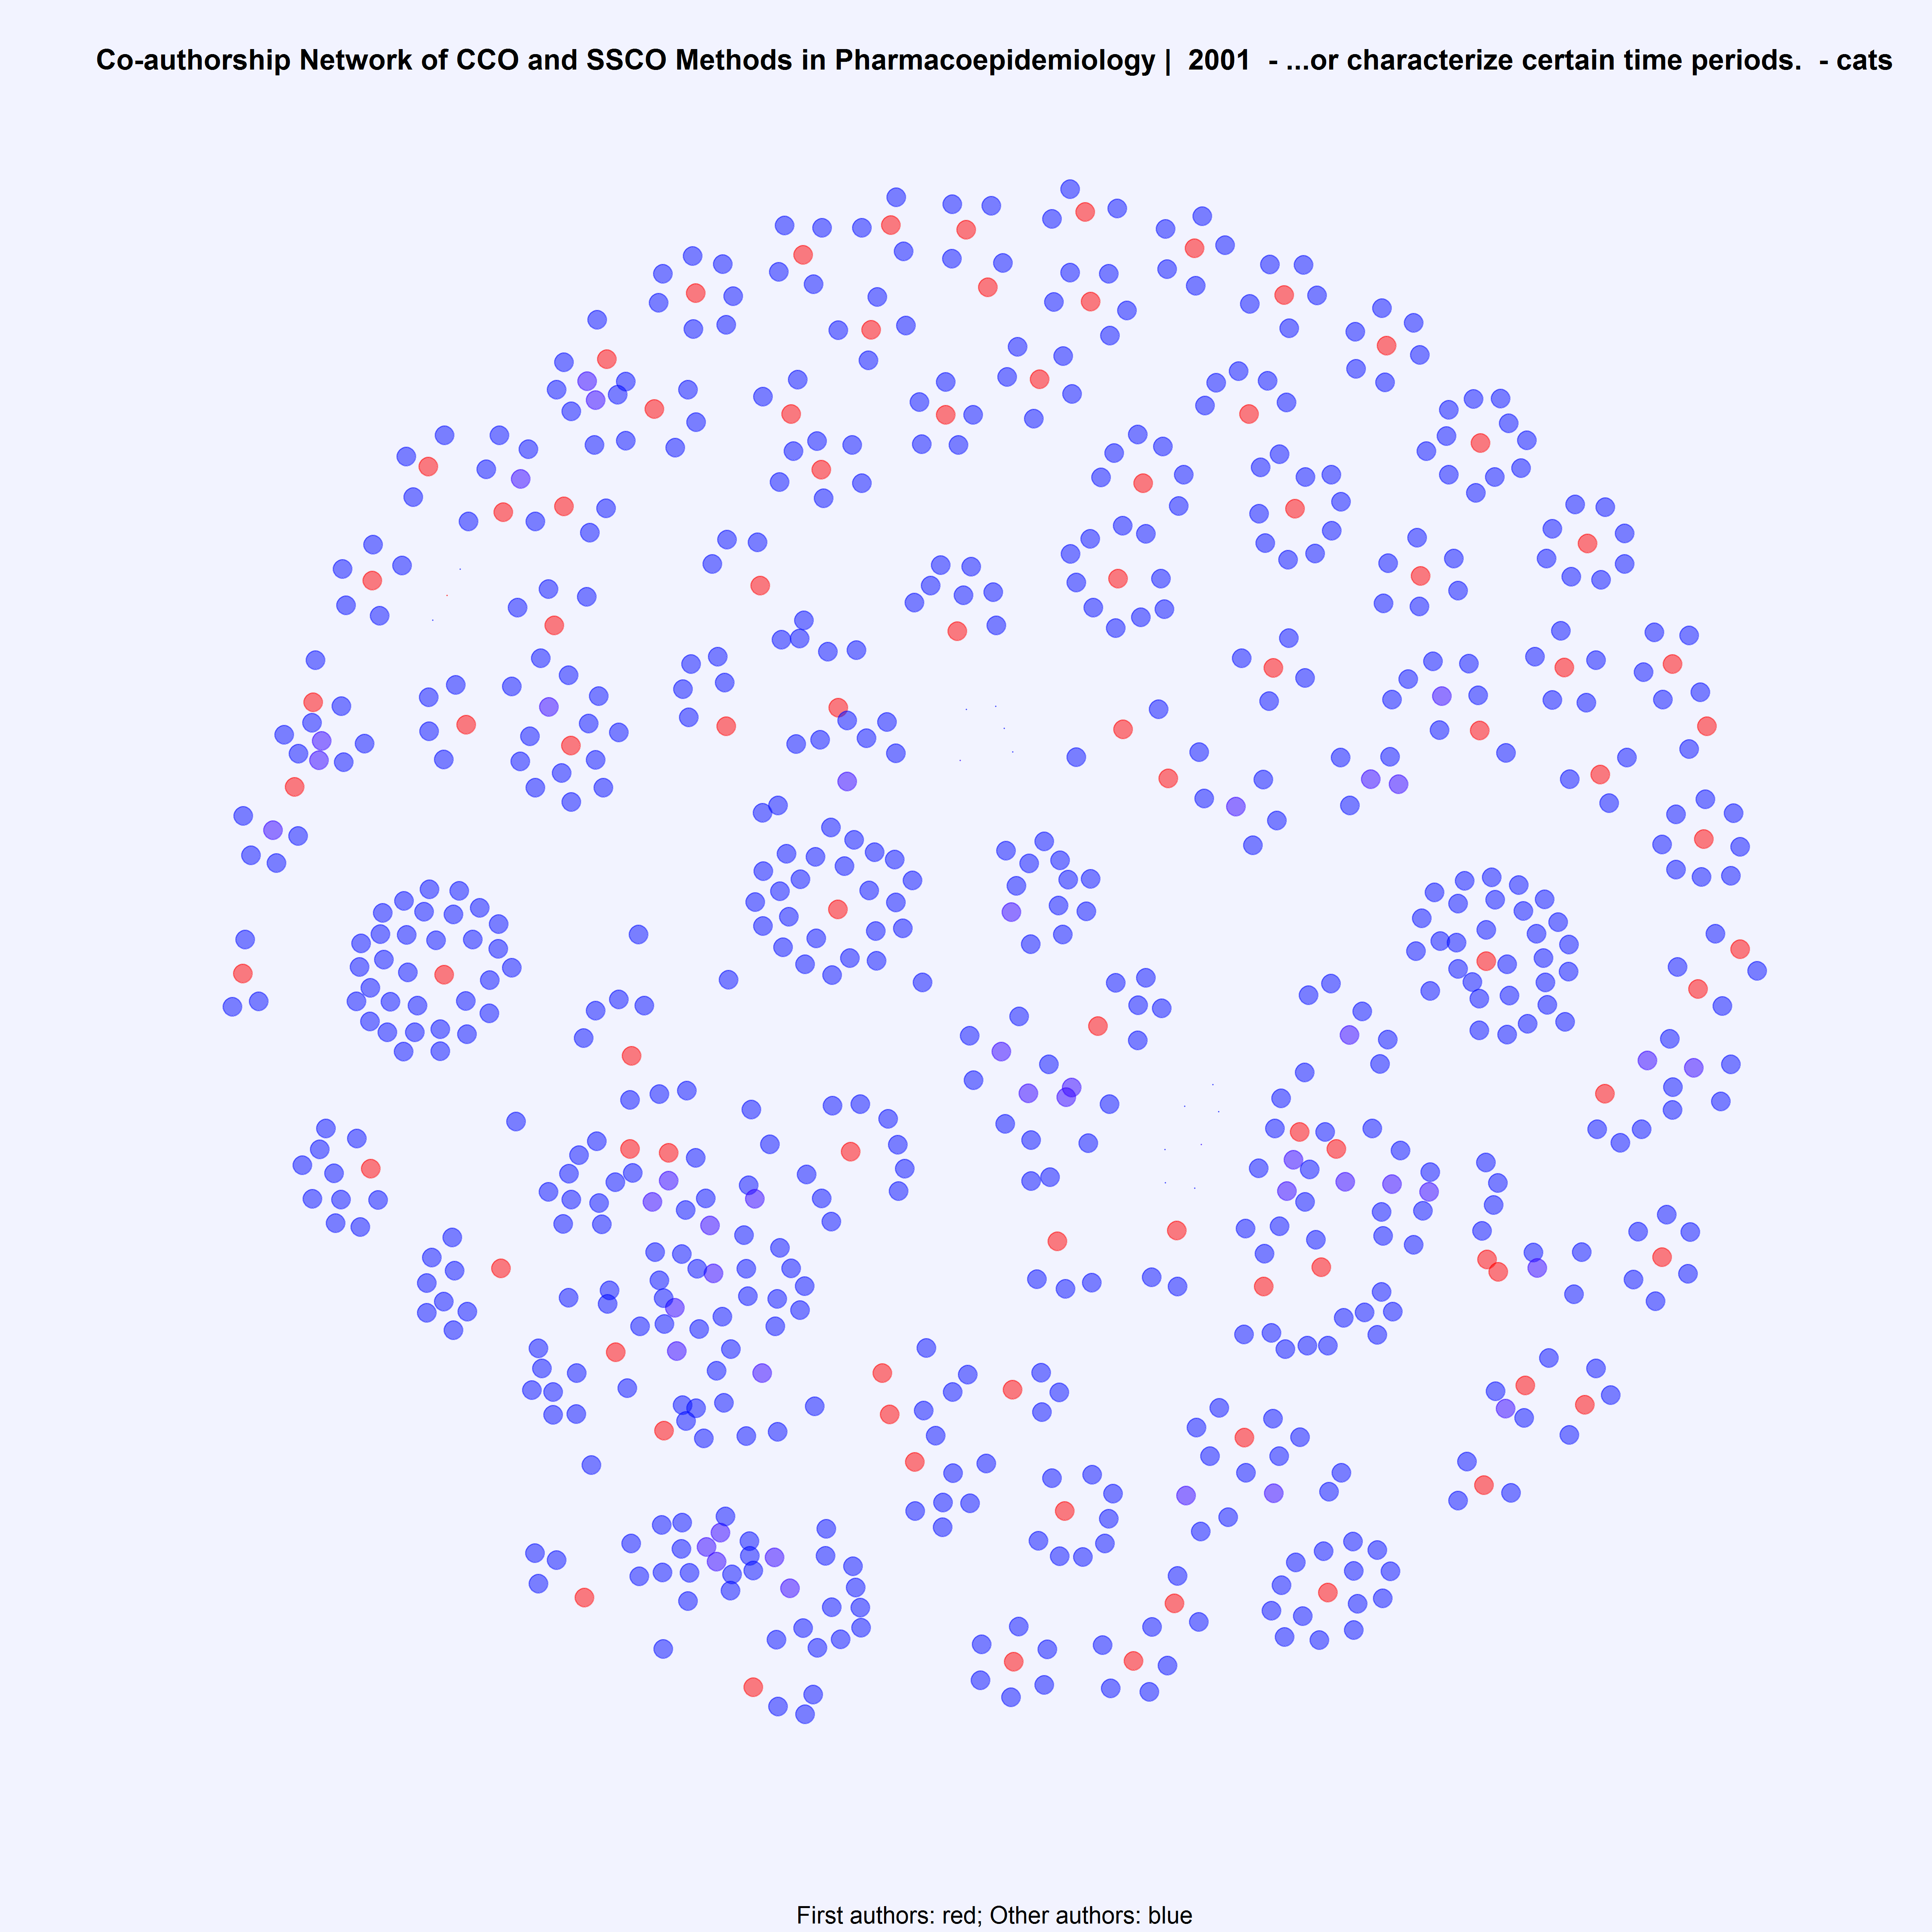 Co-authorship Network of CCO and SSCO Methods in Pharmacoepidemiology | 2001 - ...or characterize certain time periods. - cats
First authors: red; Other authors: blue